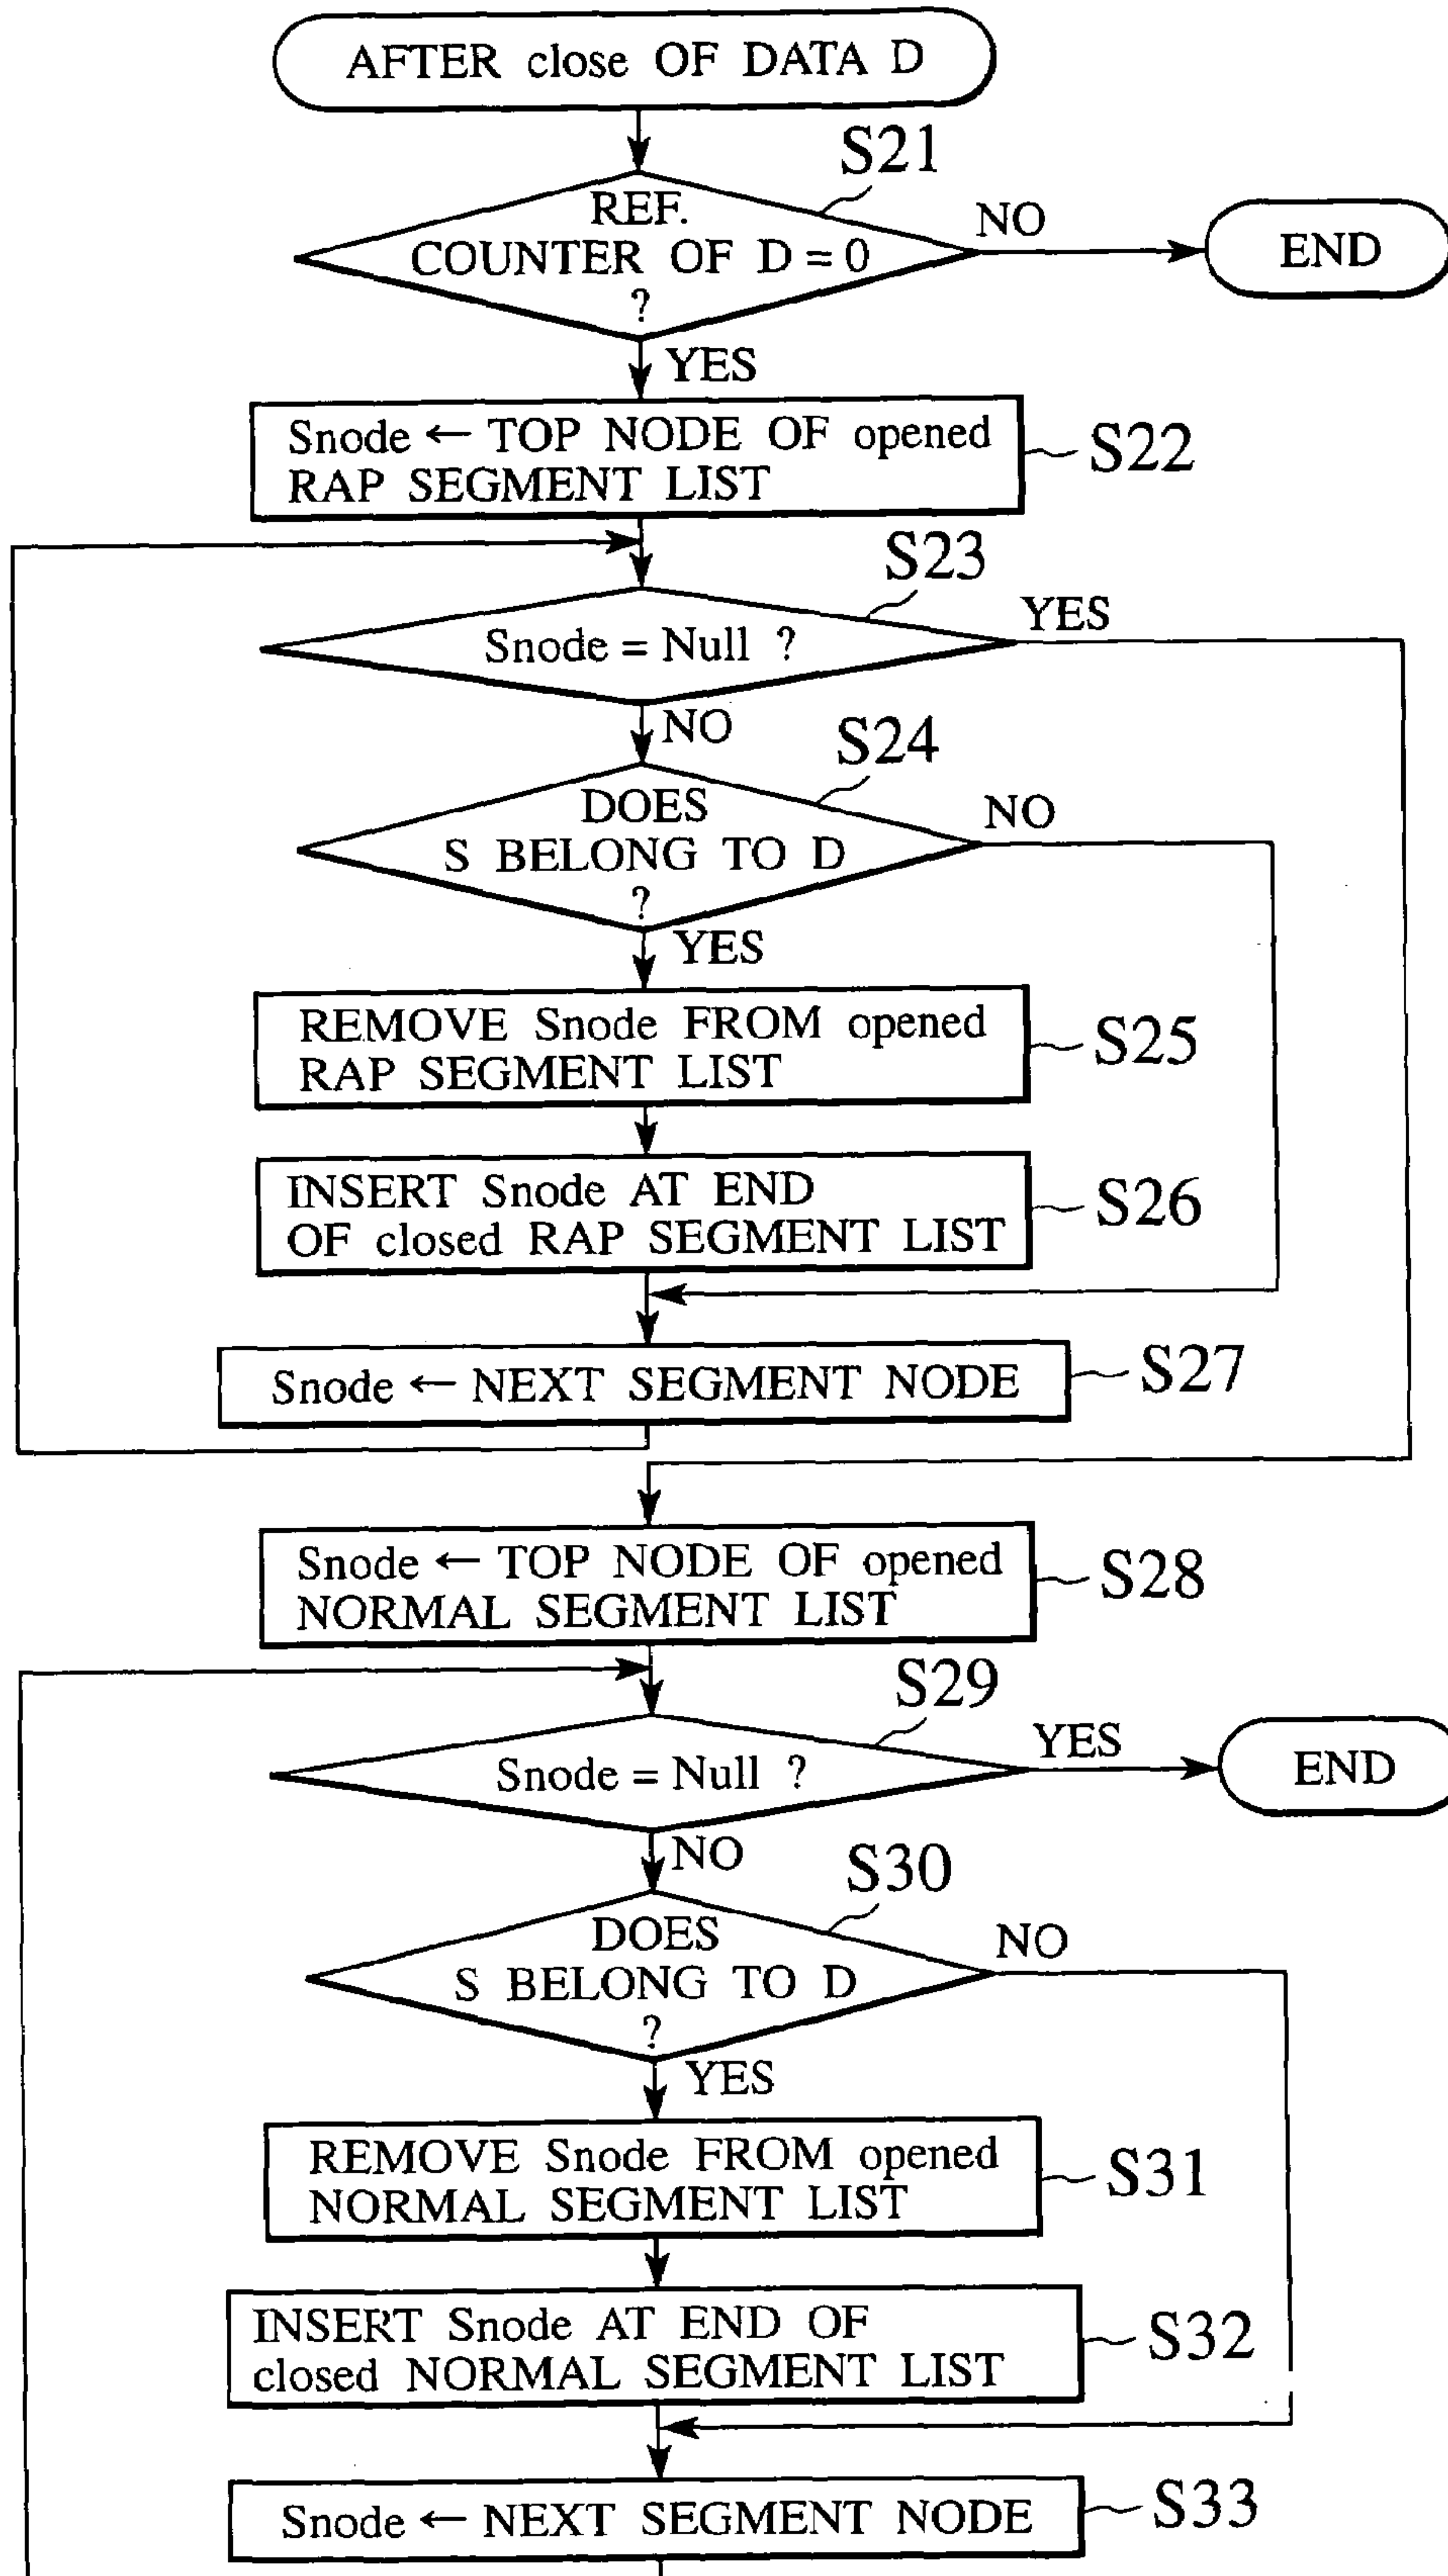 AFTER close OF DATA D
S21
REF.
COUNTER OF D = 0
?
NO
END
YES
Snode ← TOP NODE OF opened
RAP SEGMENT LIST
S22
S23
Snode = Null ?
YES
NO
S24
DOES
S BELONG TO D
?
NO
YES
REMOVE Snode FROM opened
RAP SEGMENT LIST
S25
INSERT Snode AT END
OF closed RAP SEGMENT LIST
S26
Snode ← NEXT SEGMENT NODE
S27
Snode ← TOP NODE OF opened
NORMAL SEGMENT LIST
S28
S29
Snode = Null ?
YES
END
NO
S30
DOES
S BELONG TO D
?
NO
YES
REMOVE Snode FROM opened
NORMAL SEGMENT LIST
S31
INSERT Snode AT END OF
closed NORMAL SEGMENT LIST
S32
Snode ← NEXT SEGMENT NODE
S33